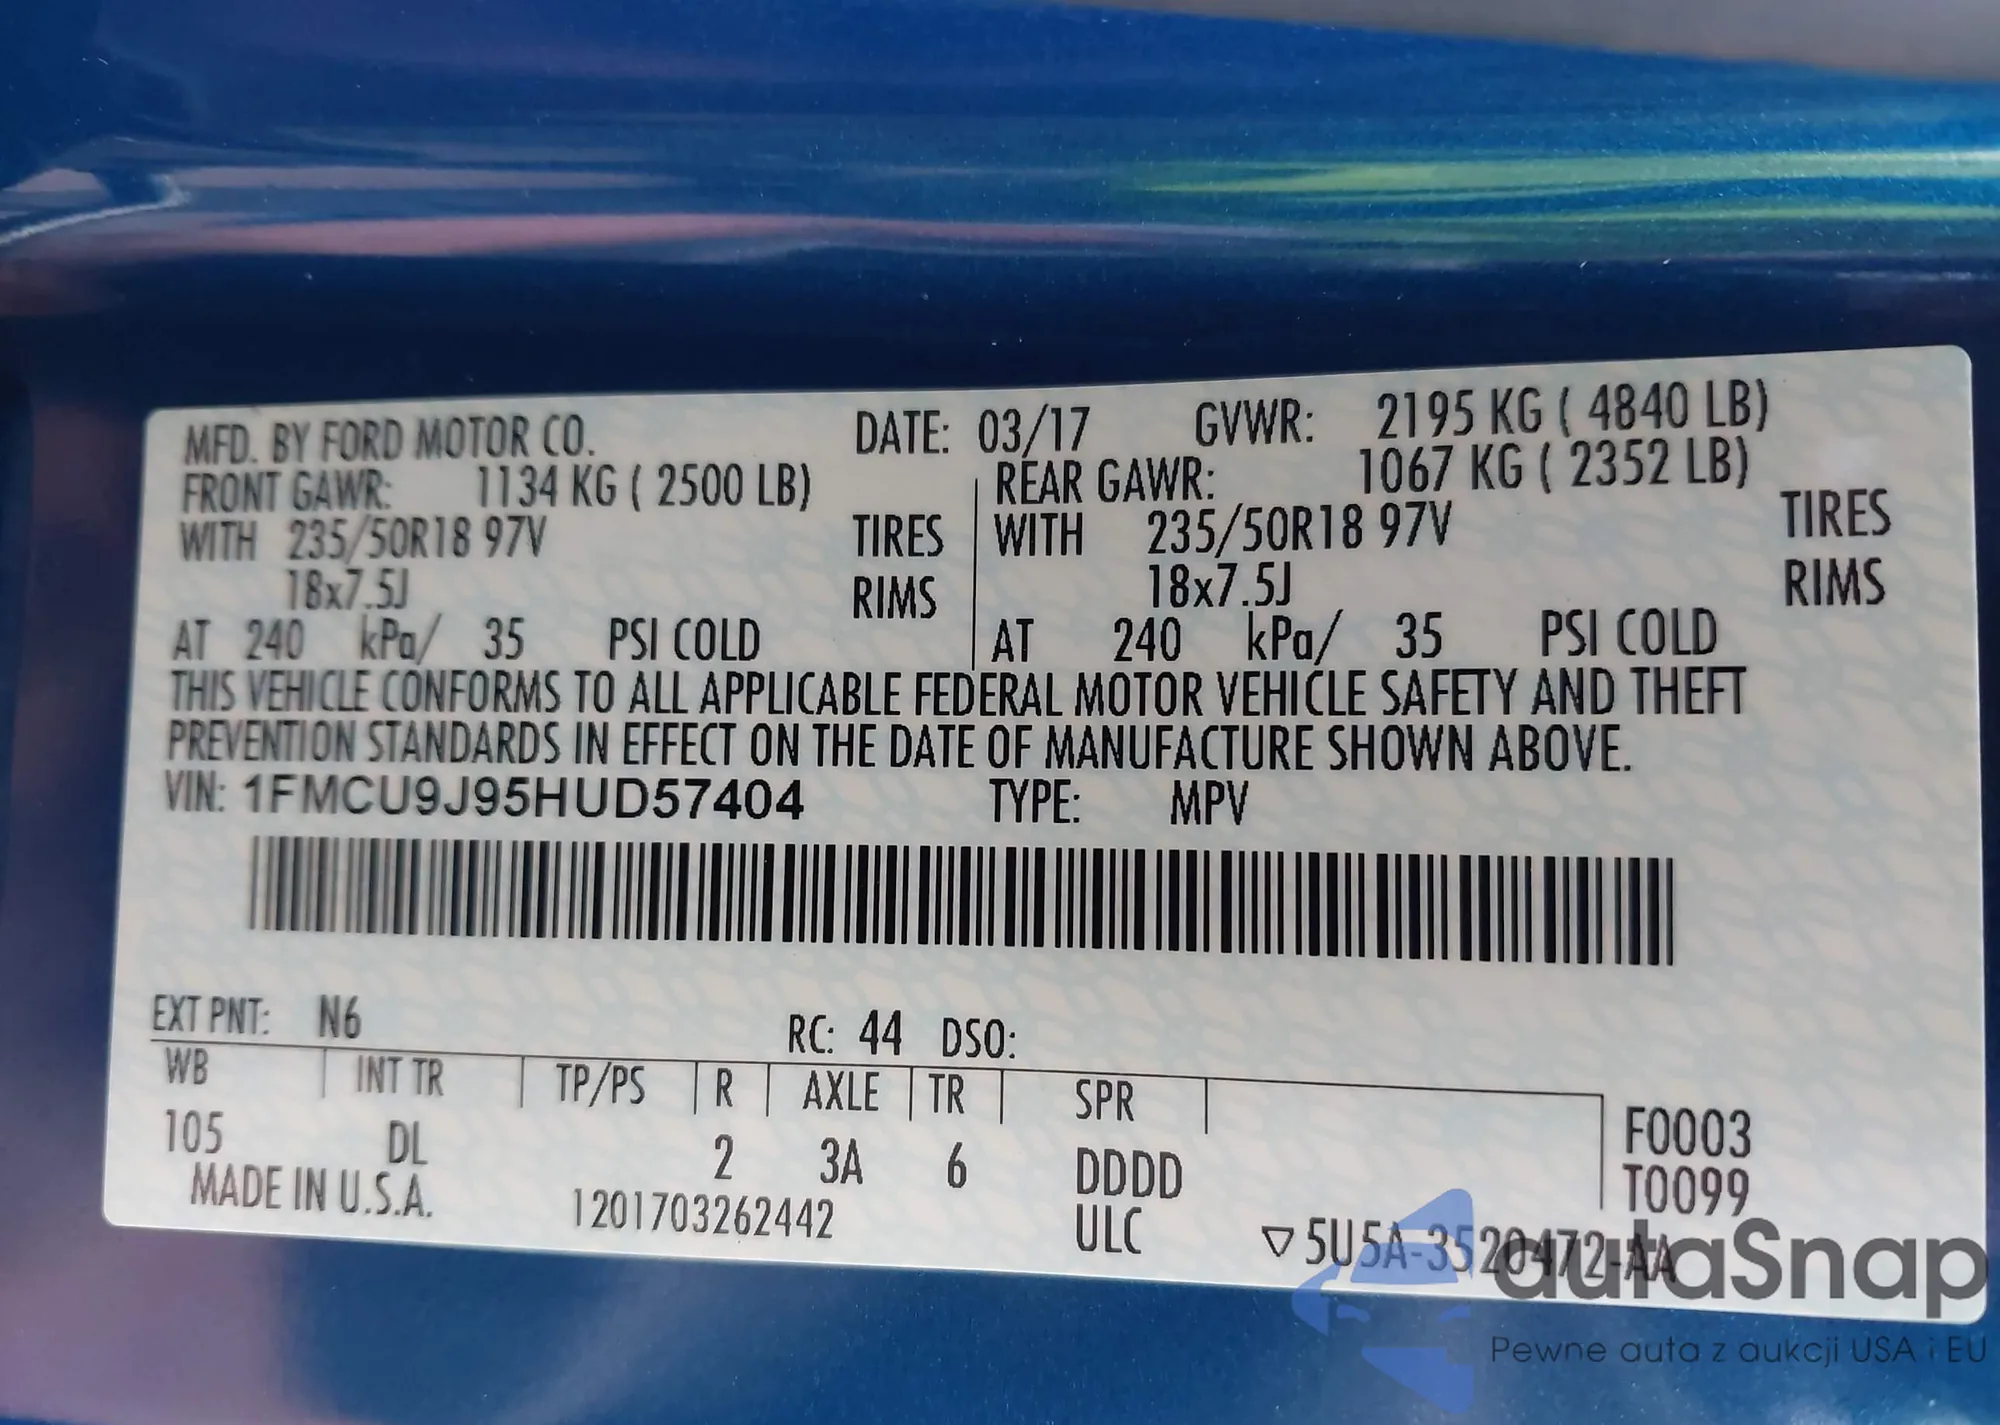 MFD. BY FORD MOTOR CO. DATE: 03/17 GVWR: 2195 KG ( 4840 LB)
FRONT GAWR: 1134 KG ( 2500 LB) REAR GAWR: 1067 KG ( 2352 LB)
WITH 235/50R18 97V TIRES WITH 235/50R18 97V TIRES
18x7.5J RIMS 18x7.5J RIMS
AT 240 kPa/ 35 PSI COLD AT 240 kPa/ 35 PSI COLD
THIS VEHICLE CONFORMS TO ALL APPLICABLE FEDERAL MOTOR VEHICLE SAFETY AND THEFT
PREVENTION STANDARDS IN EFFECT ON THE DATE OF MANUFACTURE SHOWN ABOVE.
VIN: 1FMCU9J95HUD57404 TYPE: MPV
EXT PNT: N6 RC: 44 DSO:
WB INT TR TP/PS R AXLE TR SPR
105 DL 2 3A 6 DDDD F0003
T0099
MADE IN U.S.A. 1201703262442 ULC ▽5U5A-3520472-AA
autaSnap
Pewne auta z aukcji USA i EU